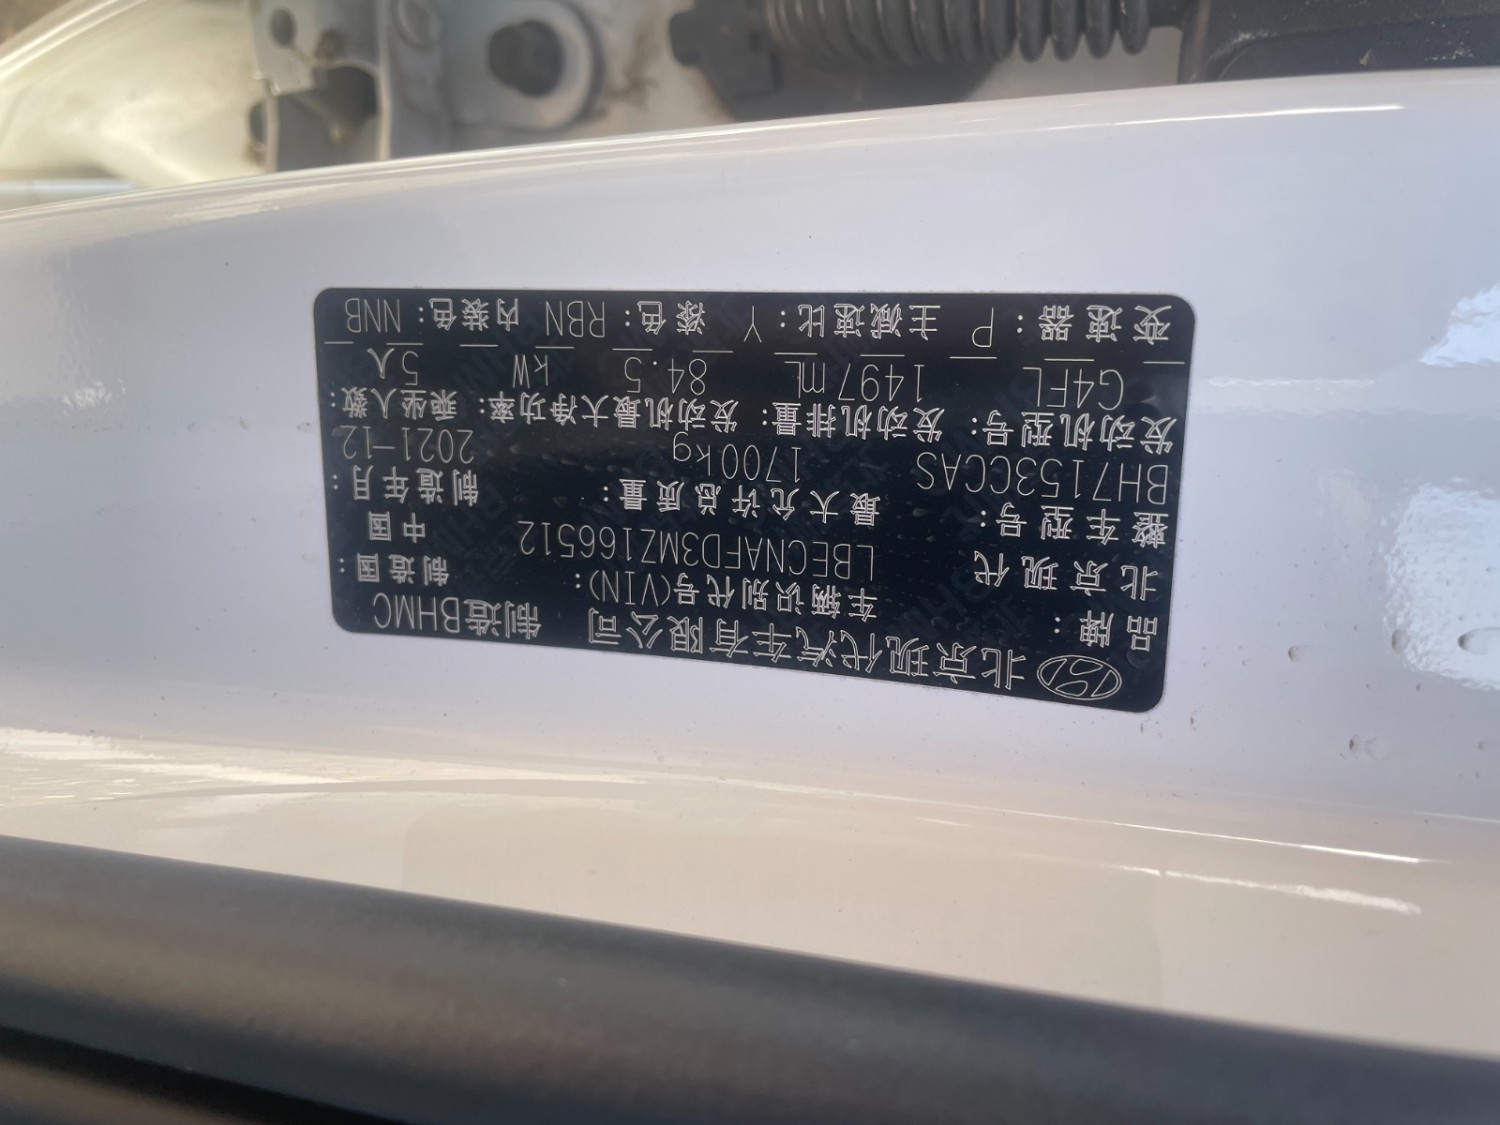 北京现代汽车有限公司 制造BHMC
品牌： 车辆识别代号(VIN)： 制造国：
北京现代 LBECNAFD3MZ166512 中国
整车型号： 最大允许总质量： 制造年月：
BH7153CCAS 1700kg 2021-12
发动机型号： 发动机排量： 发动机最大净功率： 乘坐人数：
G4FL 1497mL 84.5 kW 5人
变速器：P 主减速比：Y 漆色：RBN 内装色：NNB